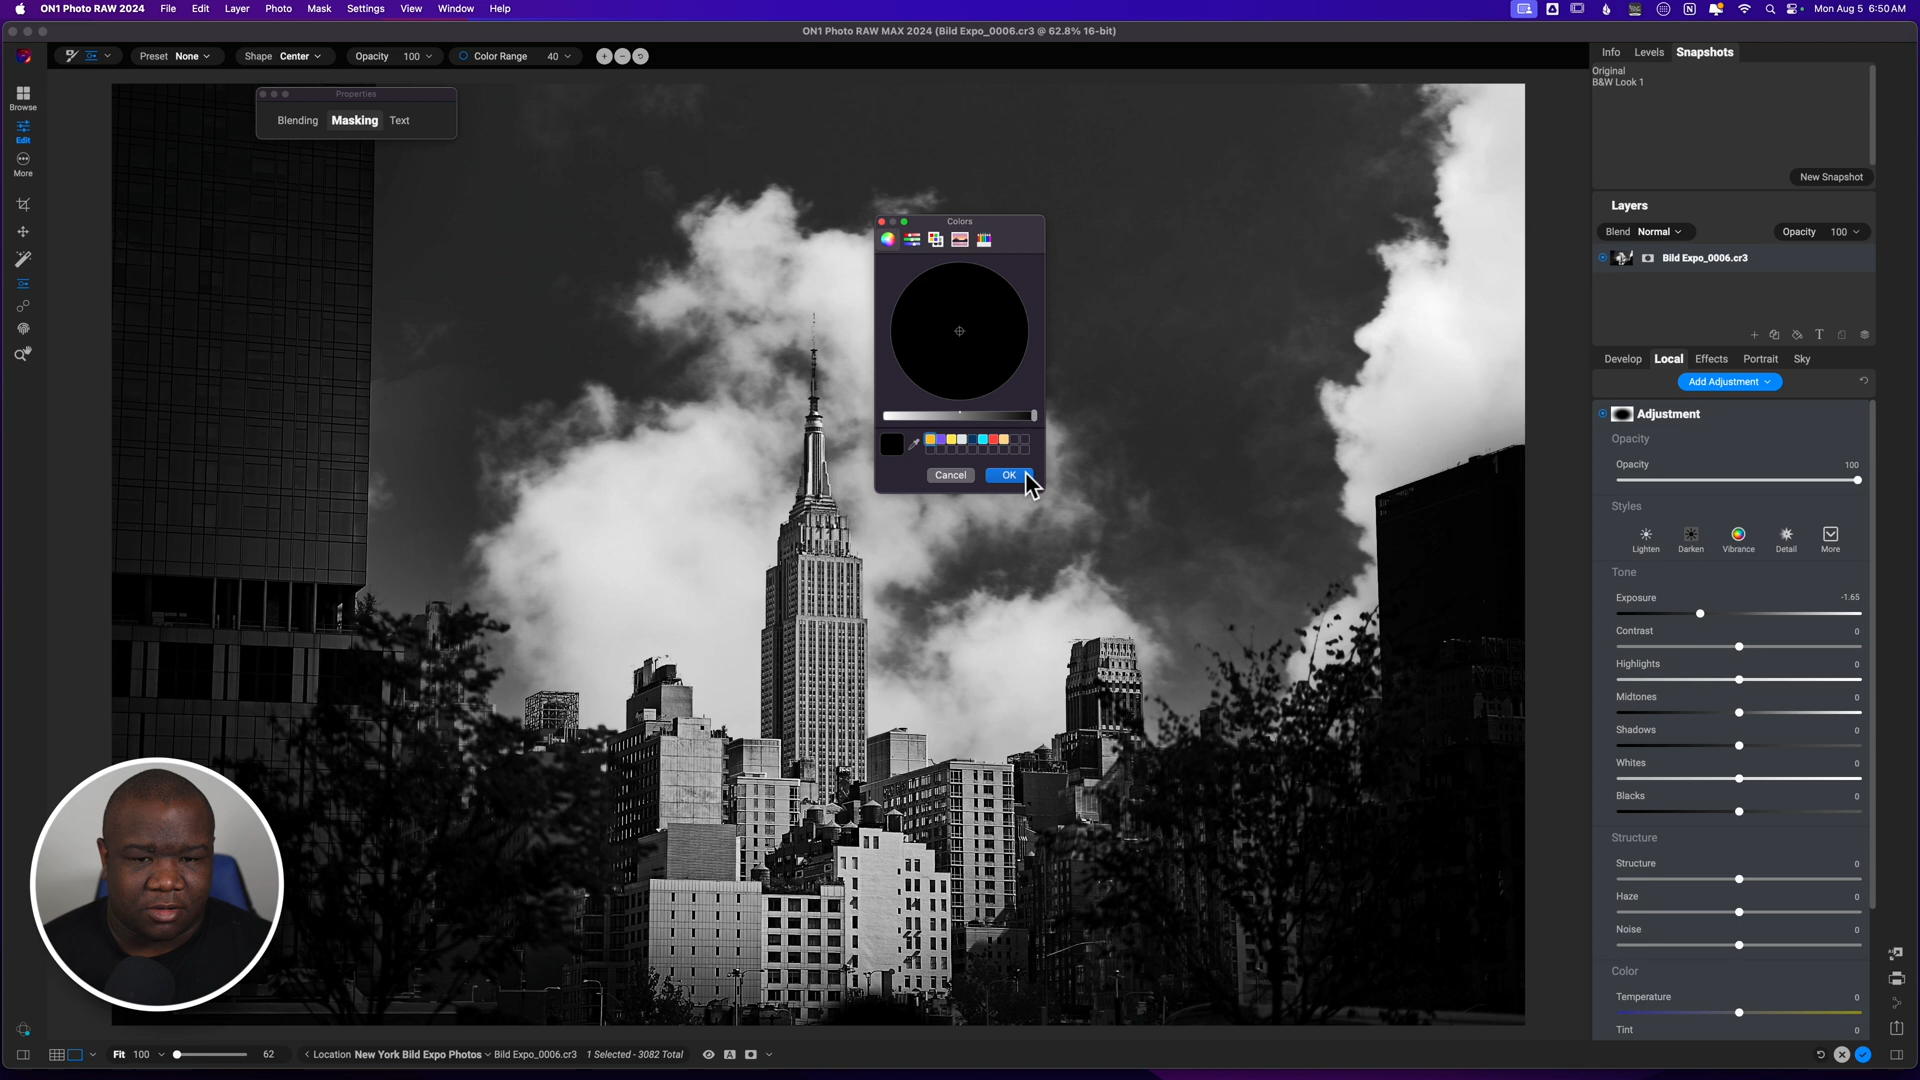 ON1 Photo RAW 2024 File Edit Layer Photo Mask Settings View Window Help Mon Aug 5 6:50 AM
ON1 Photo RAW MAX 2024 (Bild Expo_0006.cr3 @ 62.8% 16-bit)
Preset None Shape Center Opacity 100 Color Range 40
Properties
Blending Masking Text
Browse
Edit
More
Colors
Cancel OK
Info Levels Snapshots
Original
B&W Look 1
New Snapshot
Layers
Blend Normal Opacity 100
Bild Expo_0006.cr3
T
Develop Local Effects Portrait Sky
Add Adjustment
Adjustment
Opacity
Opacity 100
Styles
Lighten Darken Vibrance Detail More
Tone
Exposure -1.65
Contrast 0
Highlights 0
Midtones 0
Shadows 0
Whites 0
Blacks 0
Structure
Structure 0
Haze 0
Noise 0
Color
Temperature 0
Tint 0
Fit 100 62 Location New York Bild Expo Photos Bild Expo_0006.cr3 1 Selected - 3082 Total A